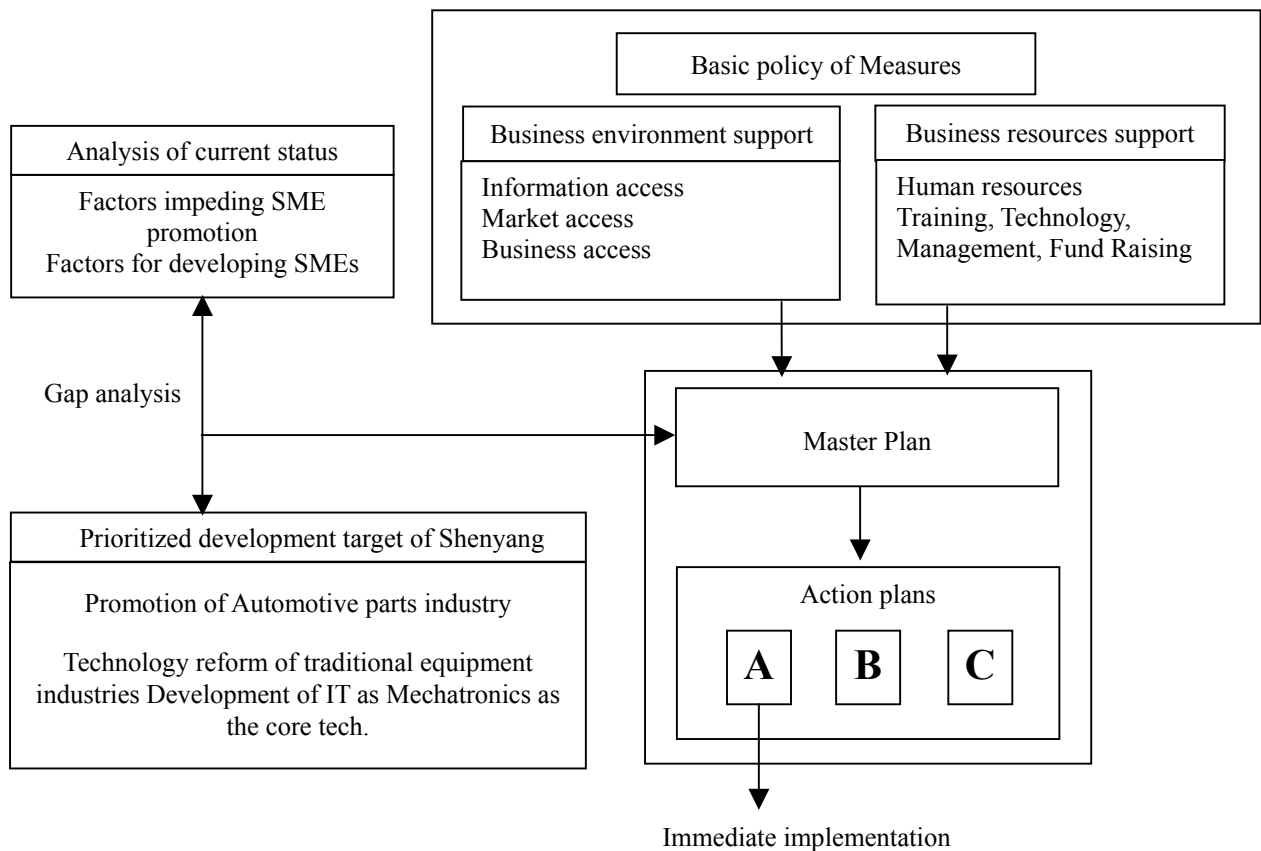 Basic policy of Measures
Business environment support
Information access
Market access
Business access
Business resources support
Human resources
Training, Technology,
Management, Fund Raising
Analysis of current status
Factors impeding SME
promotion
Factors for developing SMEs
Gap analysis
Master Plan
Prioritized development target of Shenyang
Promotion of Automotive parts industry
Technology reform of traditional equipment
industries Development of IT as Mechatronics as
the core tech.
Action plans
A B C
Immediate implementation